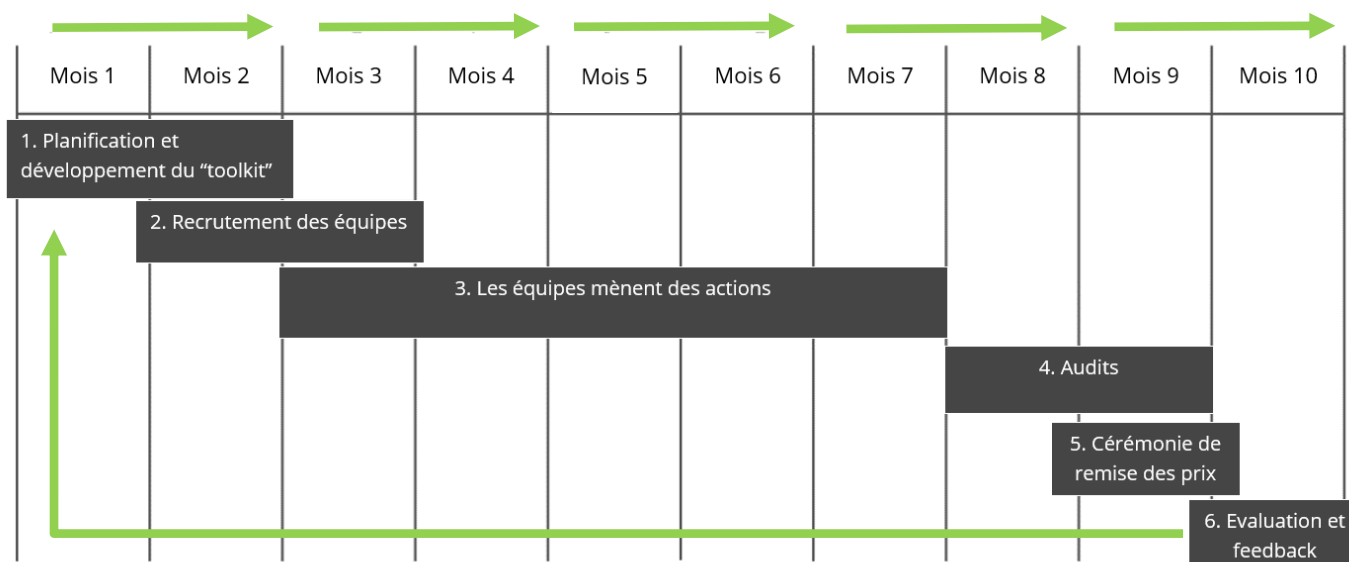 Mois 1 Mois 2 Mois 3 Mois 4 Mois 5 Mois 6 Mois 7 Mois 8 Mois 9 Mois 10
1. Planification et
développement du “toolkit”
2. Recrutement des équipes
3. Les équipes mènent des actions
4. Audits
5. Cérémonie de
remise des prix
6. Evaluation et
feedback